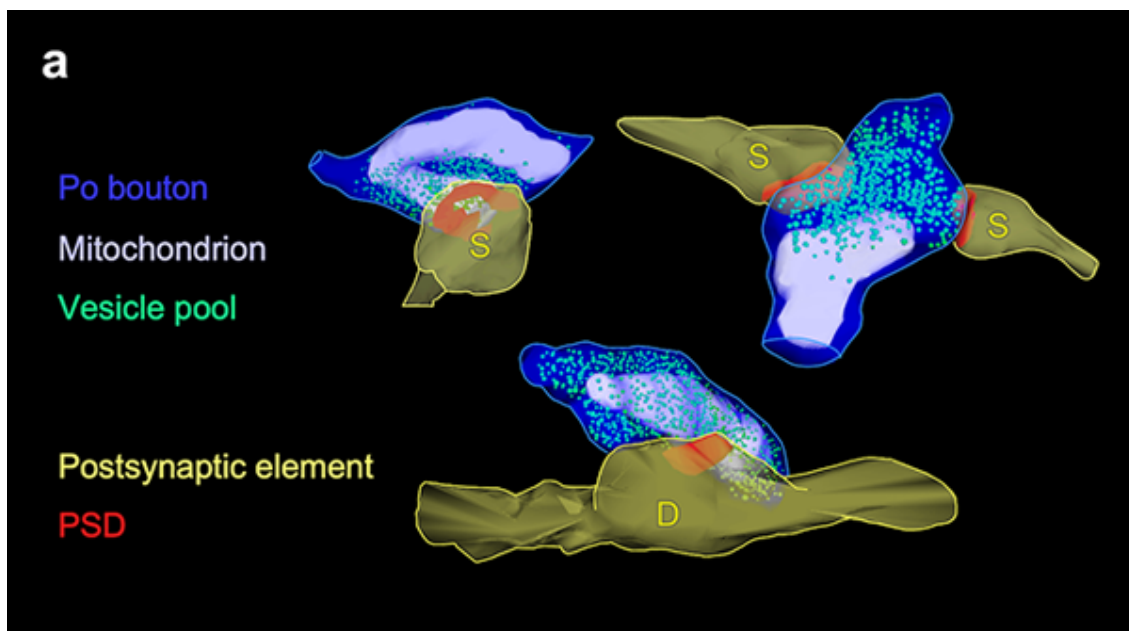 a
Po bouton
Mitochondrion
Vesicle pool
S
S
S
Postsynaptic element
PSD
D